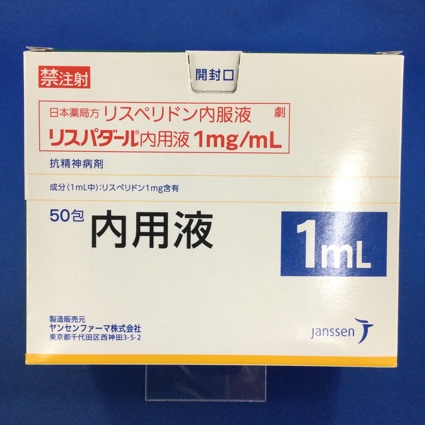 禁注射
開封口
日本薬局方 リスペリドン内服液 劇
リスパダール®内用液1mg/mL
抗精神病剤
成分(1mL中):リスペリドン1mg含有
50包 内用液
1mL
製造販売元
ヤンセンファーマ株式会社
東京都千代田区西神田3-5-2
janssen